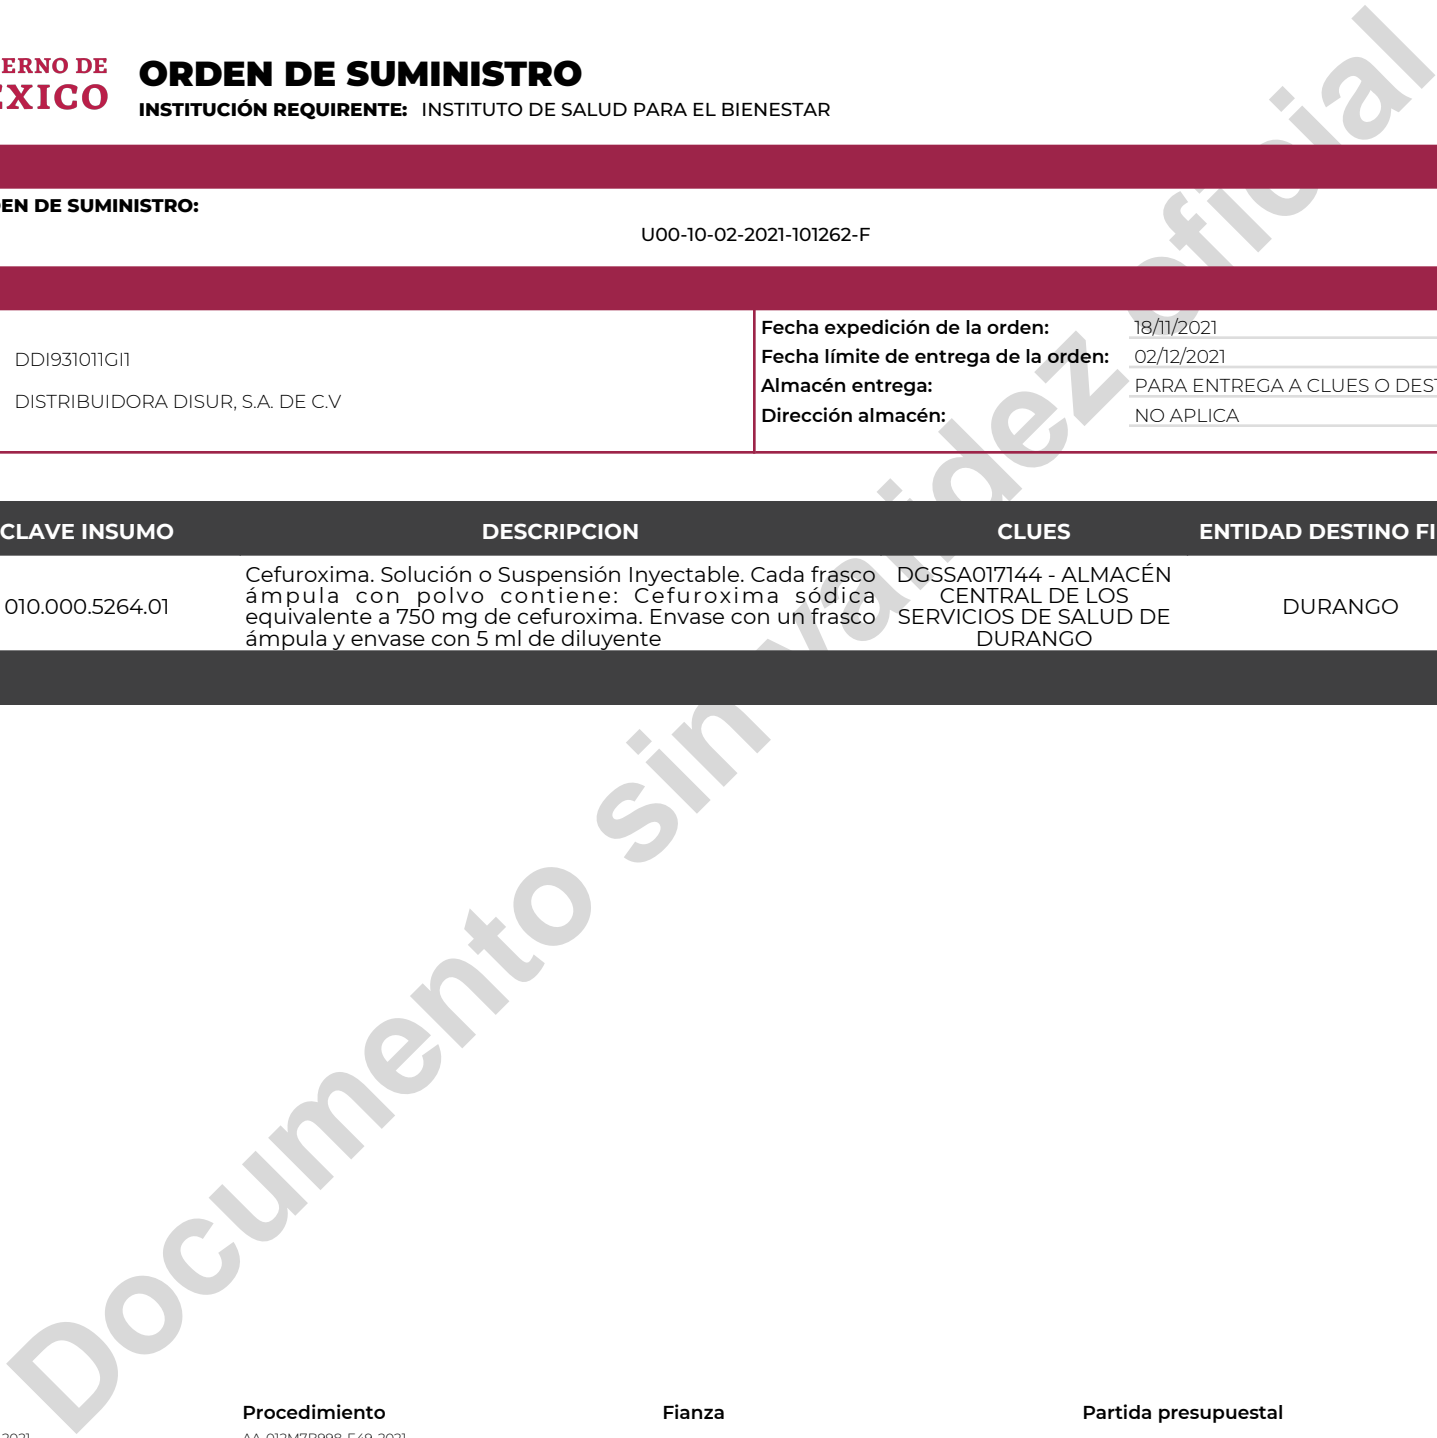 ERNO DE
ORDEN DE SUMINISTRO
XICO
INSTITUCIÓN REQUIRENTE: INSTITUTO DE SALUD PARA EL BIENESTAR
EN DE SUMINISTRO:
U00-10-02-2021-101262-F
DDI931011GI1
DISTRIBUIDORA DISUR, S.A. DE C.V
Fecha expedición de la orden: 18/11/2021
Fecha límite de entrega de la orden: 02/12/2021
Almacén entrega: PARA ENTREGA A CLUES O DEST
Dirección almacén: NO APLICA
CLAVE INSUMO DESCRIPCION CLUES ENTIDAD DESTINO FI
010.000.5264.01
Cefuroxima. Solución o Suspensión Inyectable. Cada frasco
ámpula con polvo contiene: Cefuroxima sódica
equivalente a 750 mg de cefuroxima. Envase con un frasco
ámpula y envase con 5 ml de diluyente
DGSSA017144 - ALMACÉN
CENTRAL DE LOS
SERVICIOS DE SALUD DE
DURANGO
DURANGO
Documento sin validez oficial
Procedimiento Fianza Partida presupuestal